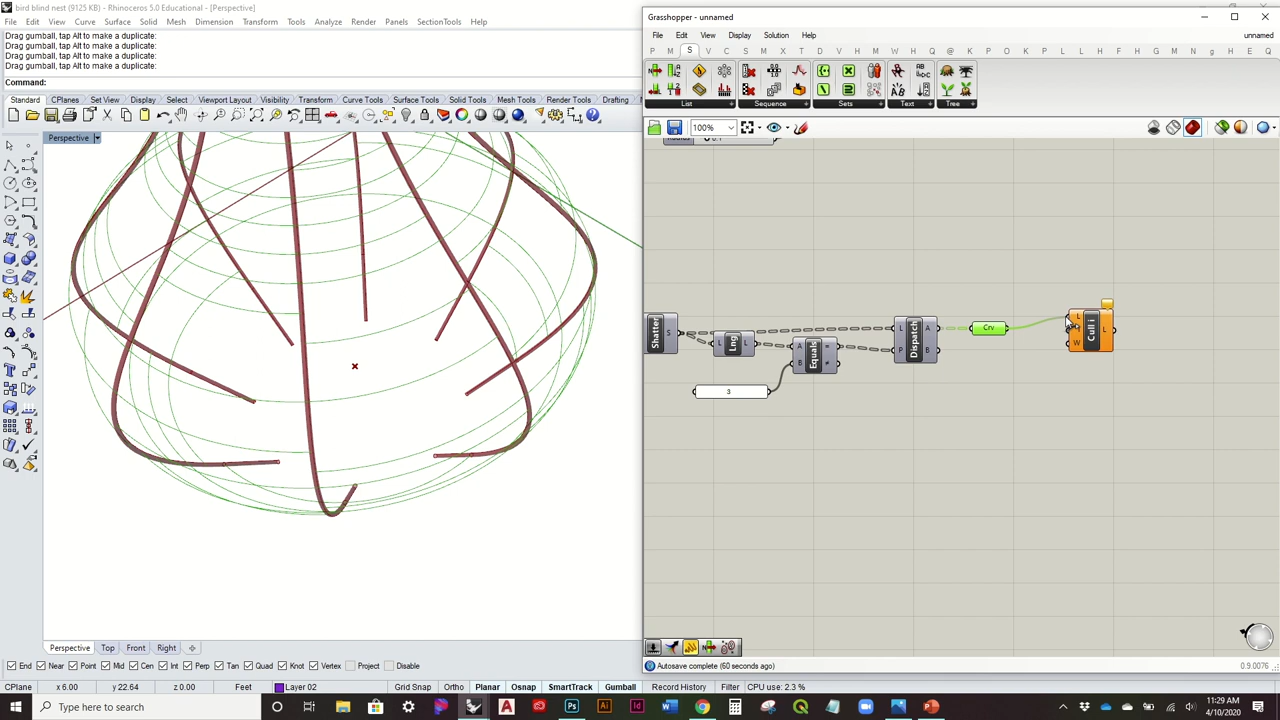 bird blind nest (9125 KB) - Rhinoceros 5.0 Educational - [Perspective]
File Edit View Curve Surface Solid Mesh Dimension Transform Tools Analyze Render Panels SectionTools Help
Drag gumball, tap Alt to make a duplicate:
Drag gumball, tap Alt to make a duplicate:
Drag gumball, tap Alt to make a duplicate:
Drag gumball, tap Alt to make a duplicate:
Command:
Standard CPlanes Set View Display Select Viewport Layout Visibility Transform Curve Tools Surface Tools Solid Tools Mesh Tools Render Tools Drafting
Perspective
Grasshopper - unnamed
File Edit View Display Solution Help unnamed
P M S V C S M X M I S T D V M W H Q A K P O L L H T W N g H O Q
List Sequence Sets Text Tree
100%
Radius 0.1
Shatter S
L Lng L
A B Equals = ≠
3
L P Dispatch A B
Crv
L W Cull i L
Perspective Top Front Right
End Near Point Mid Cen Int Perp Tan Quad Knot Vertex Project Disable
Autosave complete (60 seconds ago) 0.9.0076
CPlane x 6.00 y 22.64 z 0.00 Feet Layer 02 Grid Snap Ortho Planar Osnap SmartTrack Gumball Record History Filter CPU use: 2.3 %
Type here to search
11:29 AM
4/10/2020